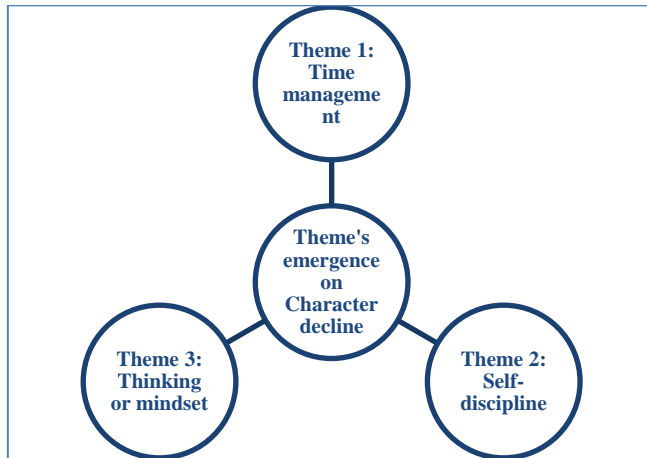 Theme 1:
Time
manageme
nt
Theme's
emergence
on
Character
decline
Theme 3:
Thinking
or mindset
Theme 2:
Self-
discipline